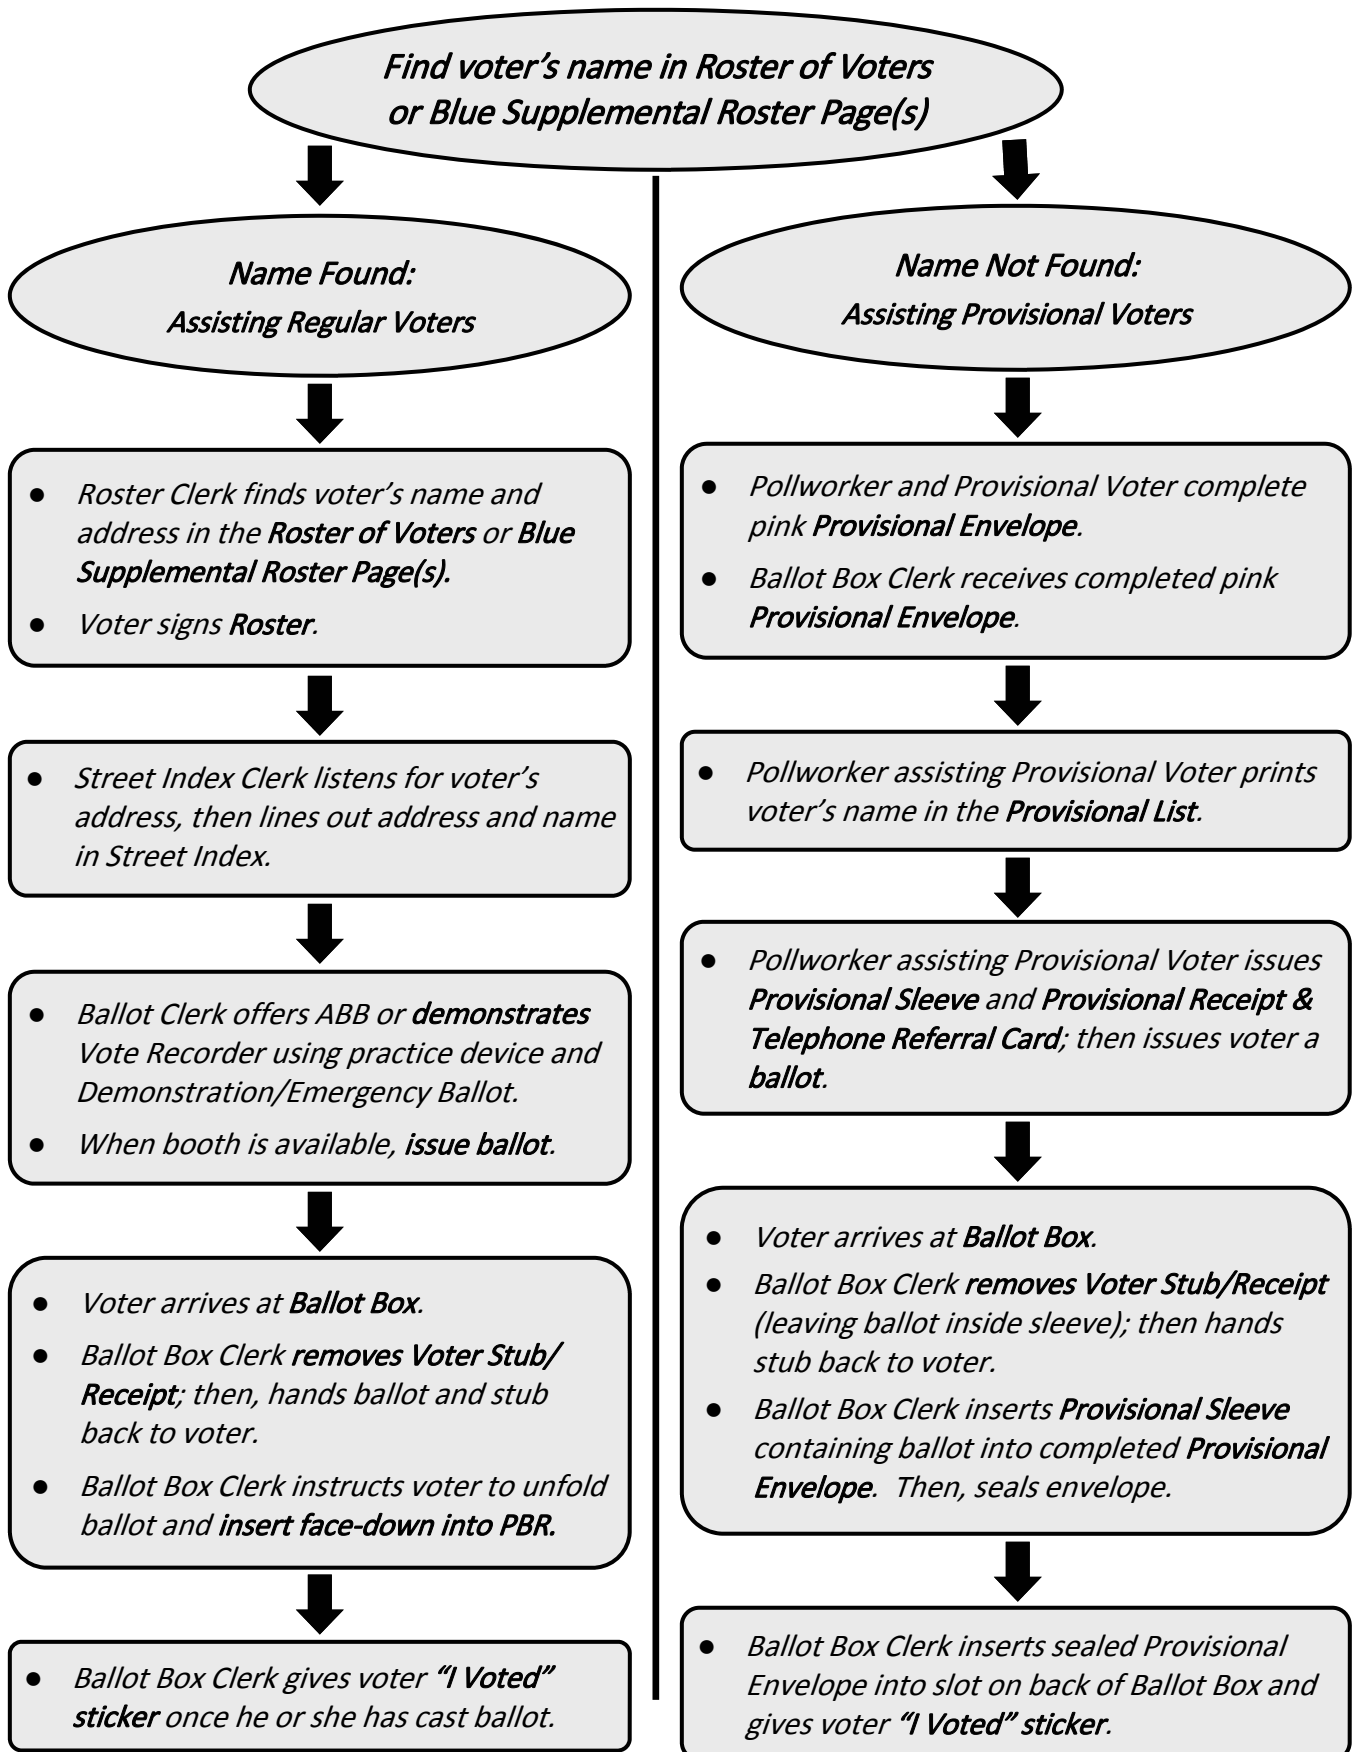 Find voter’s name in Roster of Voters
or Blue Supplemental Roster Page(s)
Name Found:
Assisting Regular Voters
● Roster Clerk finds voter’s name and
address in the Roster of Voters or Blue
Supplemental Roster Page(s).
● Voter signs Roster.
● Street Index Clerk listens for voter’s
address, then lines out address and name
in Street Index.
● Ballot Clerk offers ABB or demonstrates
Vote Recorder using practice device and
Demonstration/Emergency Ballot.
● When booth is available, issue ballot.
● Voter arrives at Ballot Box.
● Ballot Box Clerk removes Voter Stub/
Receipt; then, hands ballot and stub
back to voter.
● Ballot Box Clerk instructs voter to unfold
ballot and insert face-down into PBR.
● Ballot Box Clerk gives voter “I Voted”
sticker once he or she has cast ballot.
Name Not Found:
Assisting Provisional Voters
● Pollworker and Provisional Voter complete
pink Provisional Envelope.
● Ballot Box Clerk receives completed pink
Provisional Envelope.
● Pollworker assisting Provisional Voter prints
voter’s name in the Provisional List.
● Pollworker assisting Provisional Voter issues
Provisional Sleeve and Provisional Receipt &
Telephone Referral Card; then issues voter a
ballot.
● Voter arrives at Ballot Box.
● Ballot Box Clerk removes Voter Stub/Receipt
(leaving ballot inside sleeve); then hands
stub back to voter.
● Ballot Box Clerk inserts Provisional Sleeve
containing ballot into completed Provisional
Envelope. Then, seals envelope.
● Ballot Box Clerk inserts sealed Provisional
Envelope into slot on back of Ballot Box and
gives voter “I Voted” sticker.